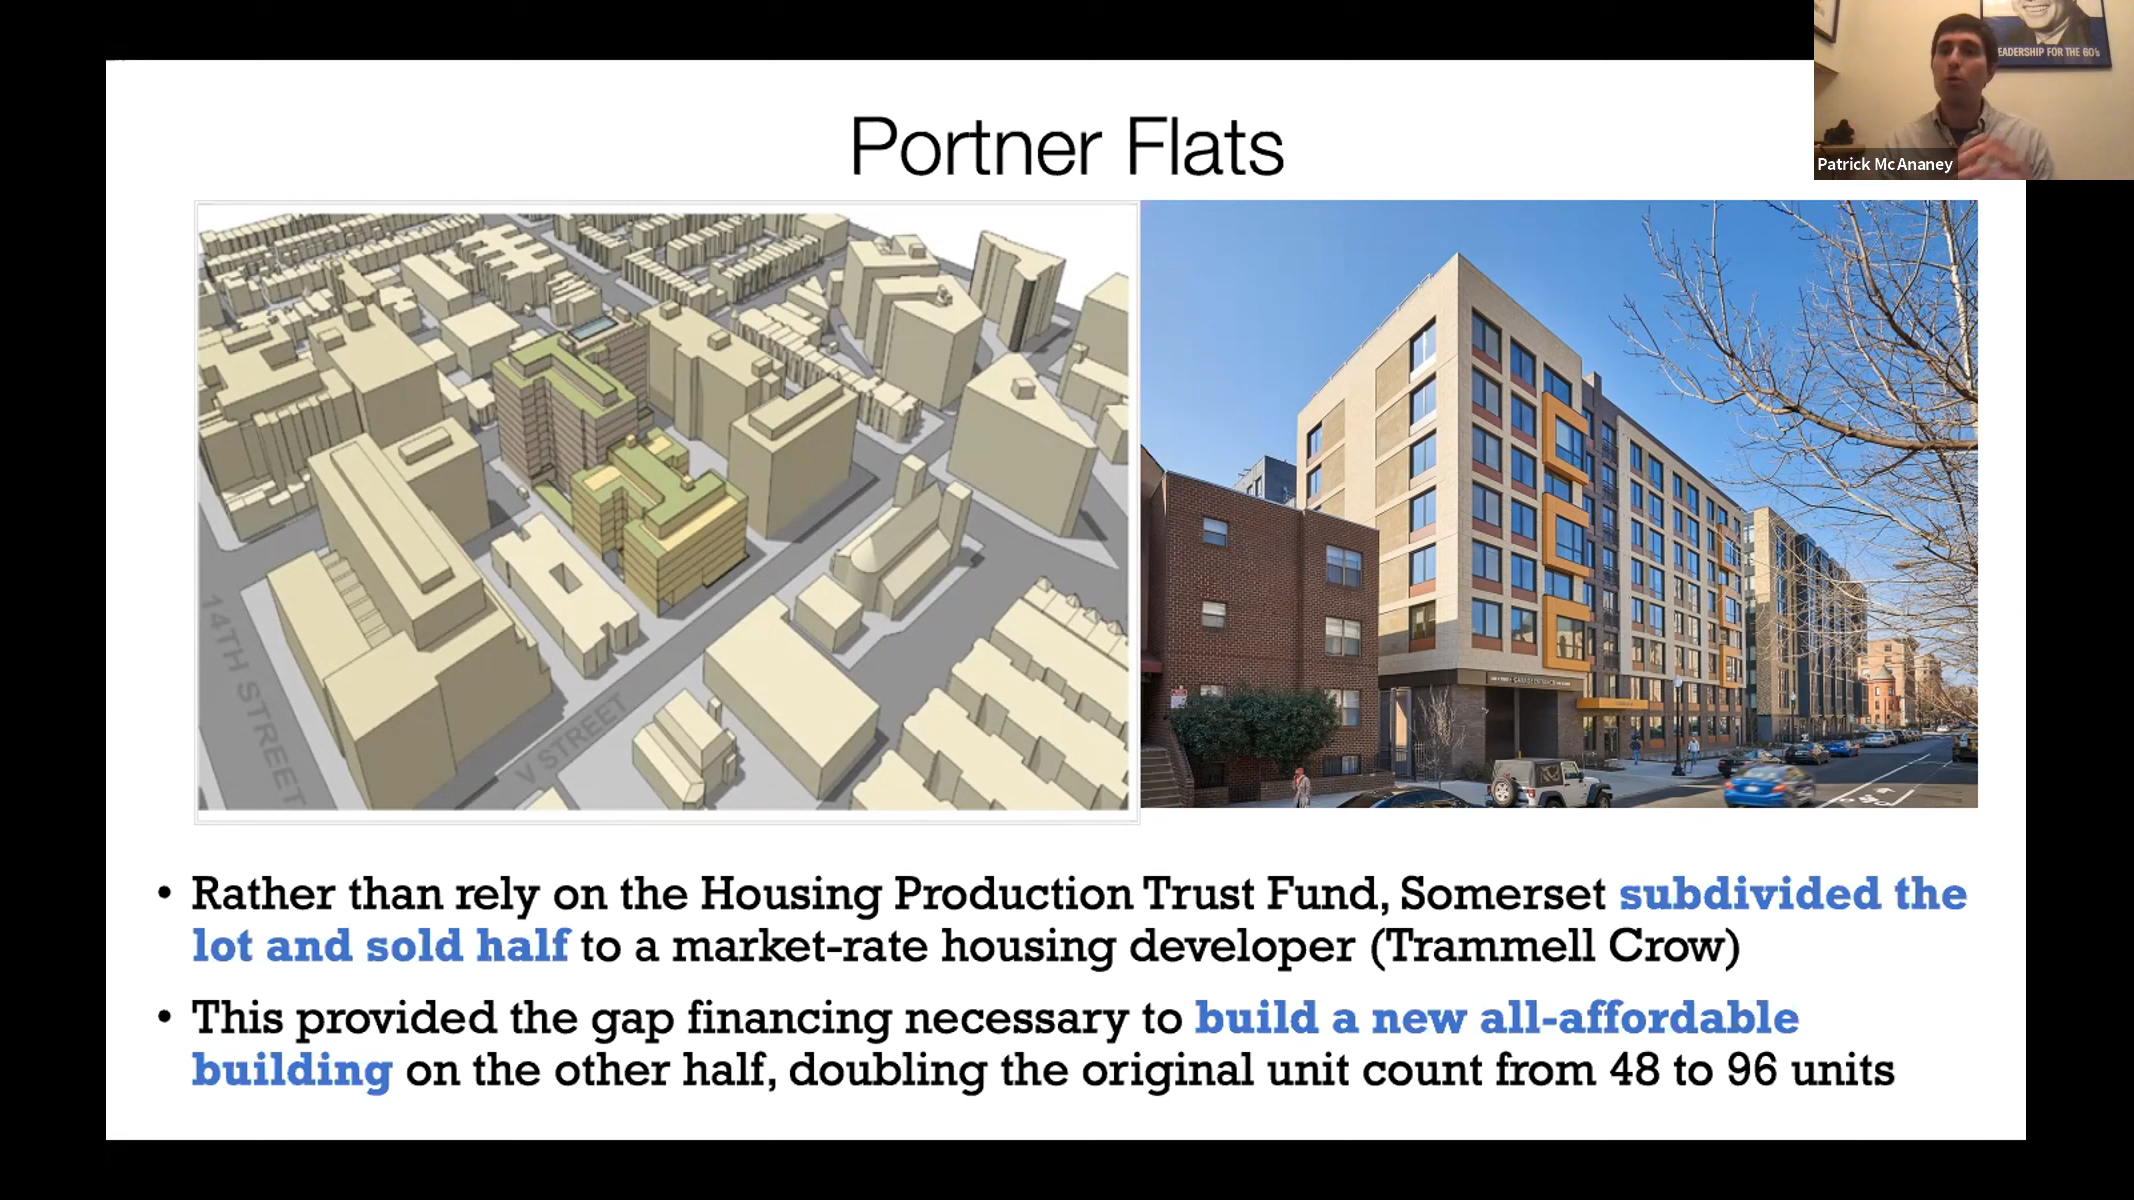 EADERSHIP FOR THE 60's
Patrick McAnaney
Portner Flats
14TH STREET
V STREET
• Rather than rely on the Housing Production Trust Fund, Somerset subdivided the
lot and sold half to a market-rate housing developer (Trammell Crow)
• This provided the gap financing necessary to build a new all-affordable
building on the other half, doubling the original unit count from 48 to 96 units